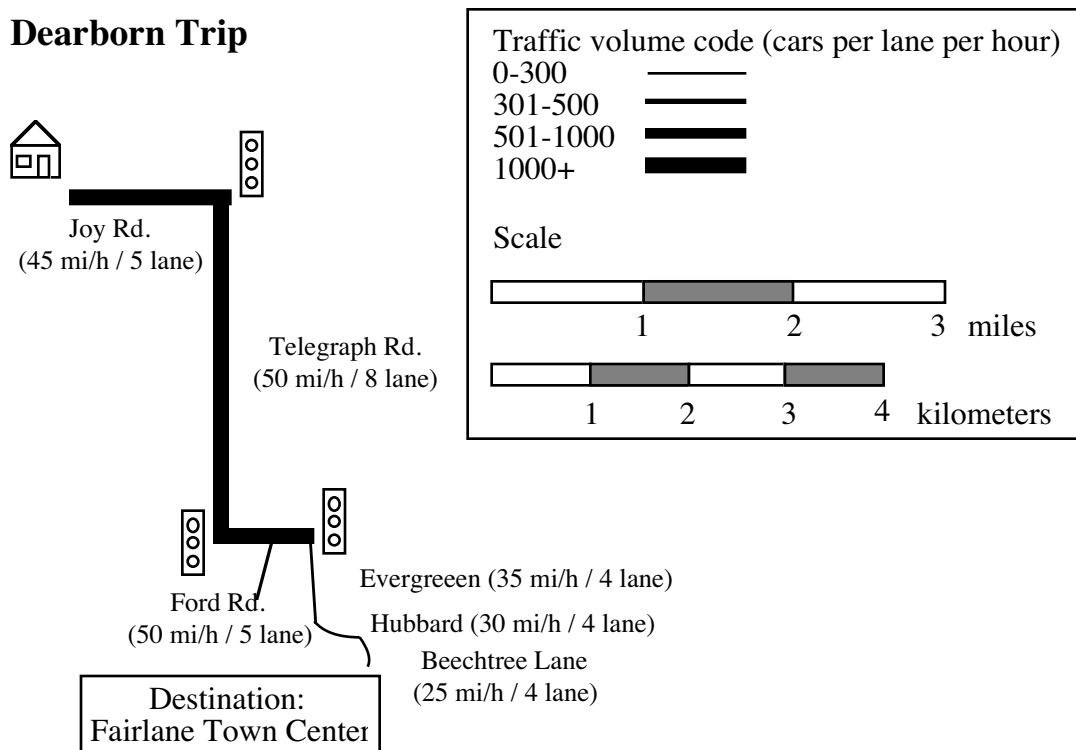 Dearborn Trip
Traffic volume code (cars per lane per hour)
0-300
301-500
501-1000
1000+
Scale
1 2 3 miles
1 2 3 4 kilometers
Joy Rd.
(45 mi/h / 5 lane)
Telegraph Rd.
(50 mi/h / 8 lane)
Evergreeen (35 mi/h / 4 lane)
Ford Rd.
(50 mi/h / 5 lane)
Hubbard (30 mi/h / 4 lane)
Beechtree Lane
(25 mi/h / 4 lane)
Destination:
Fairlane Town Center